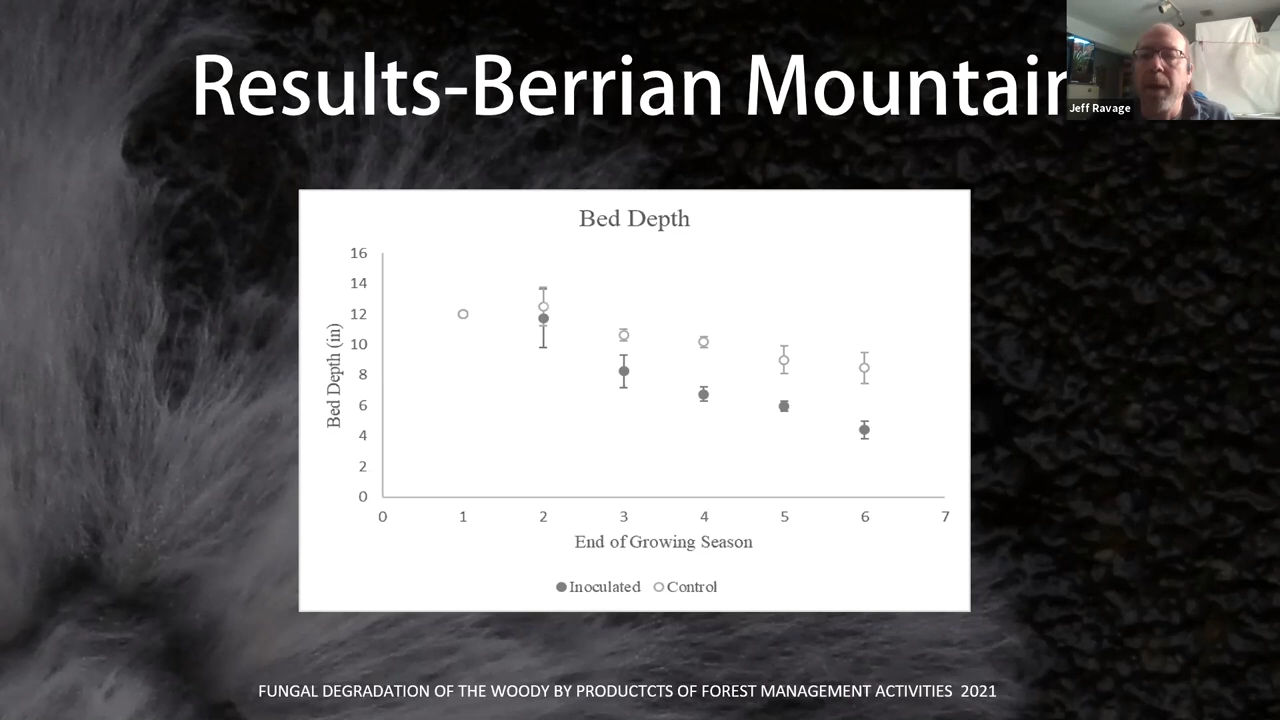 Results-Berrian Mountain
Jeff Ravage
Bed Depth
16
14
12
10
8
6
4
2
0
Bed Depth (in)
0 1 2 3 4 5 6 7
End of Growing Season
Inoculated Control
FUNGAL DEGRADATION OF THE WOODY BY PRODUCTCTS OF FOREST MANAGEMENT ACTIVITIES 2021